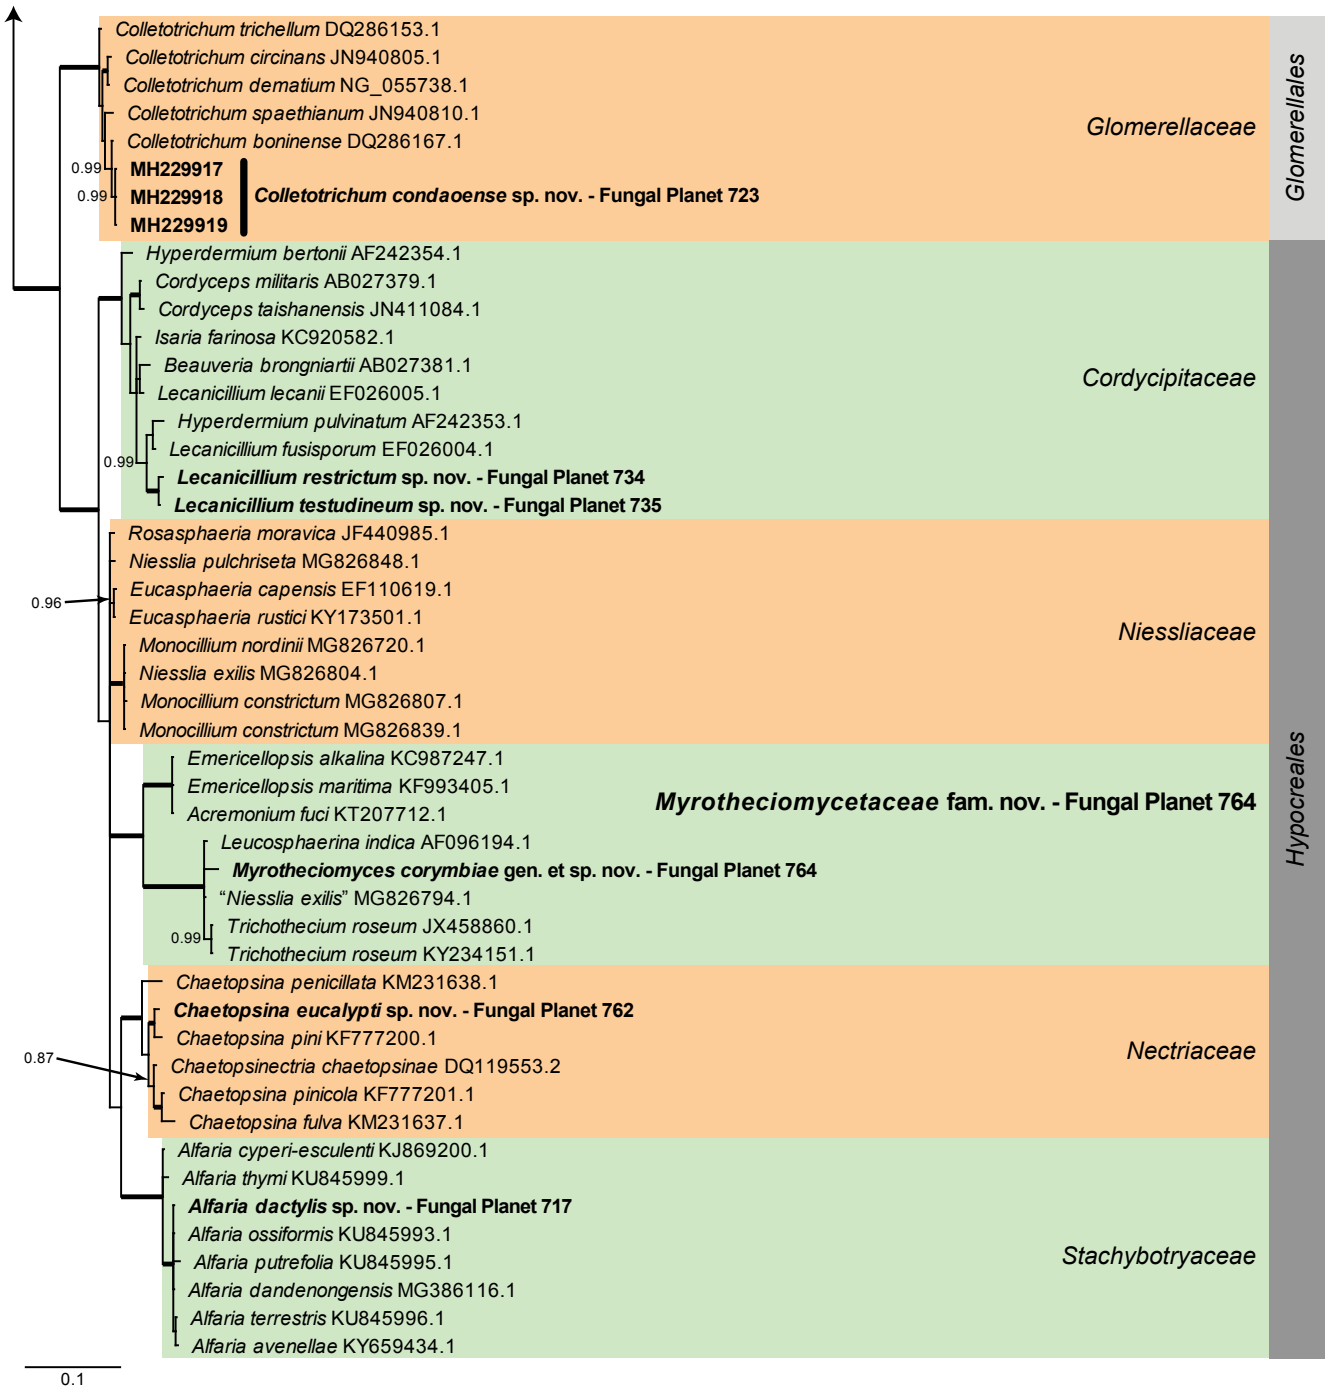 Colletotrichum trichellum DQ286153.1
Colletotrichum circinans JN940805.1
Colletotrichum dematium NG_055738.1
Colletotrichum spaethianum JN940810.1
Colletotrichum boninense DQ286167.1
0.99
MH229917
0.99
MH229918
MH229919
Colletotrichum condaoense sp. nov. - Fungal Planet 723
Glomerellaceae
Glomerellales
Hyperdermium bertonii AF242354.1
Cordyceps militaris AB027379.1
Cordyceps taishanensis JN411084.1
Isaria farinosa KC920582.1
Beauveria brongniartii AB027381.1
Lecanicillium lecanii EF026005.1
Hyperdermium pulvinatum AF242353.1
Lecanicillium fusisporum EF026004.1
0.99
Lecanicillium restrictum sp. nov. - Fungal Planet 734
Lecanicillium testudineum sp. nov. - Fungal Planet 735
Cordycipitaceae
Rosasphaeria moravica JF440985.1
Niesslia pulchriseta MG826848.1
Eucasphaeria capensis EF110619.1
0.96
Eucasphaeria rustici KY173501.1
Monocillium nordinii MG826720.1
Niesslia exilis MG826804.1
Monocillium constrictum MG826807.1
Monocillium constrictum MG826839.1
Niessliaceae
Emericellopsis alkalina KC987247.1
Emericellopsis maritima KF993405.1
Acremonium fuci KT207712.1
Leucosphaerina indica AF096194.1
Myrotheciomyces corymbiae gen. et sp. nov. - Fungal Planet 764
“Niesslia exilis” MG826794.1
Trichothecium roseum JX458860.1
0.99
Trichothecium roseum KY234151.1
Myrotheciomycetaceae fam. nov. - Fungal Planet 764
Hypocreales
Chaetopsina penicillata KM231638.1
Chaetopsina eucalypti sp. nov. - Fungal Planet 762
Chaetopsina pini KF777200.1
0.87
Chaetopsinectria chaetopsinae DQ119553.2
Chaetopsina pinicola KF777201.1
Chaetopsina fulva KM231637.1
Nectriaceae
Alfaria cyperi-esculenti KJ869200.1
Alfaria thymi KU845999.1
Alfaria dactylis sp. nov. - Fungal Planet 717
Alfaria ossiformis KU845993.1
Alfaria putrefolia KU845995.1
Alfaria dandenongensis MG386116.1
Alfaria terrestris KU845996.1
Alfaria avenellae KY659434.1
Stachybotryaceae
0.1